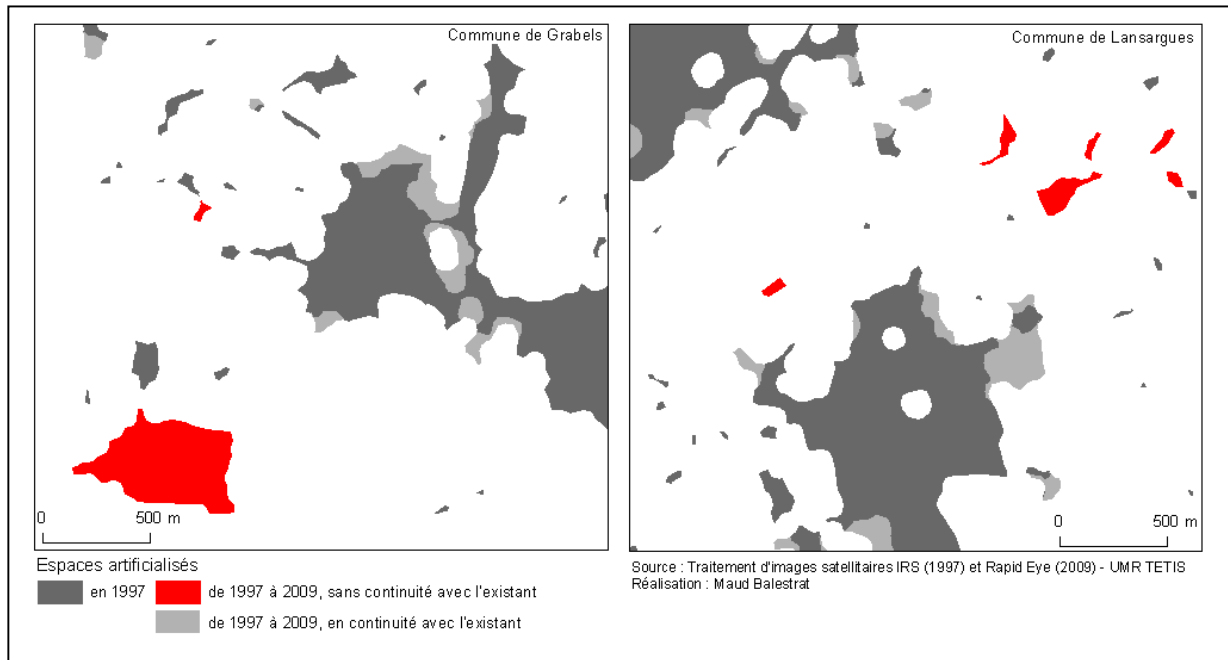 Commune de Grabels
0 500 m
Commune de Lansargues
0 500 m
Espaces artificialisés
en 1997
de 1997 à 2009, sans continuité avec l'existant
de 1997 à 2009, en continuité avec l'existant
Source : Traitement d'images satellitaires IRS (1997) et Rapid Eye (2009) - UMR TETIS
Réalisation : Maud Balestrat